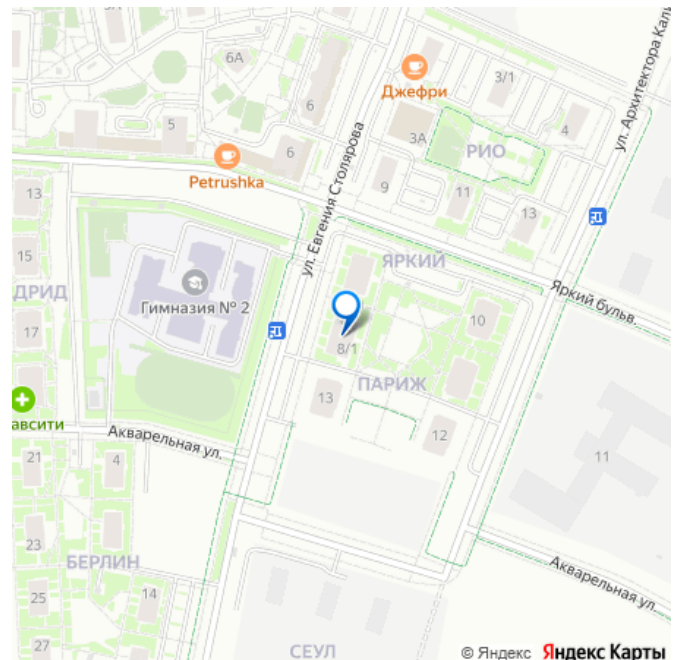 6А
3/1
Джефри
ул. Архитектора Кали
6
5
3А
4
РИО
6
Petrushka
ул. Евгения Столярова
9
11
13
13
15
ДРИД
Гимназия № 2
ЯРКИЙ
Яркий бульв.
17
10
8/1
ПАРИЖ
13
авсити
Акварельная ул.
12
21
4
11
23
БЕРЛИН
Акварельная ул.
25
14
27
СЕУЛ
© Яндекс Яндекс Карты